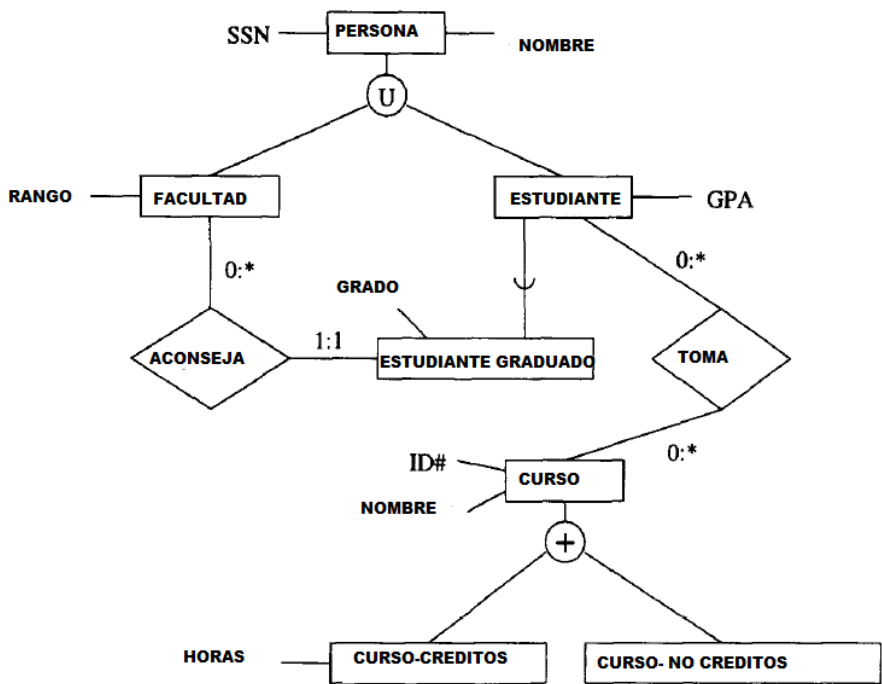 SSN
PERSONA
NOMBRE
U
RANGO
FACULTAD
ESTUDIANTE
GPA
0:*
0:*
GRADO
1:1
ACONSEJA
ESTUDIANTE GRADUADO
TOMA
0:*
ID#
CURSO
NOMBRE
+
HORAS
CURSO-CREDITOS
CURSO- NO CREDITOS